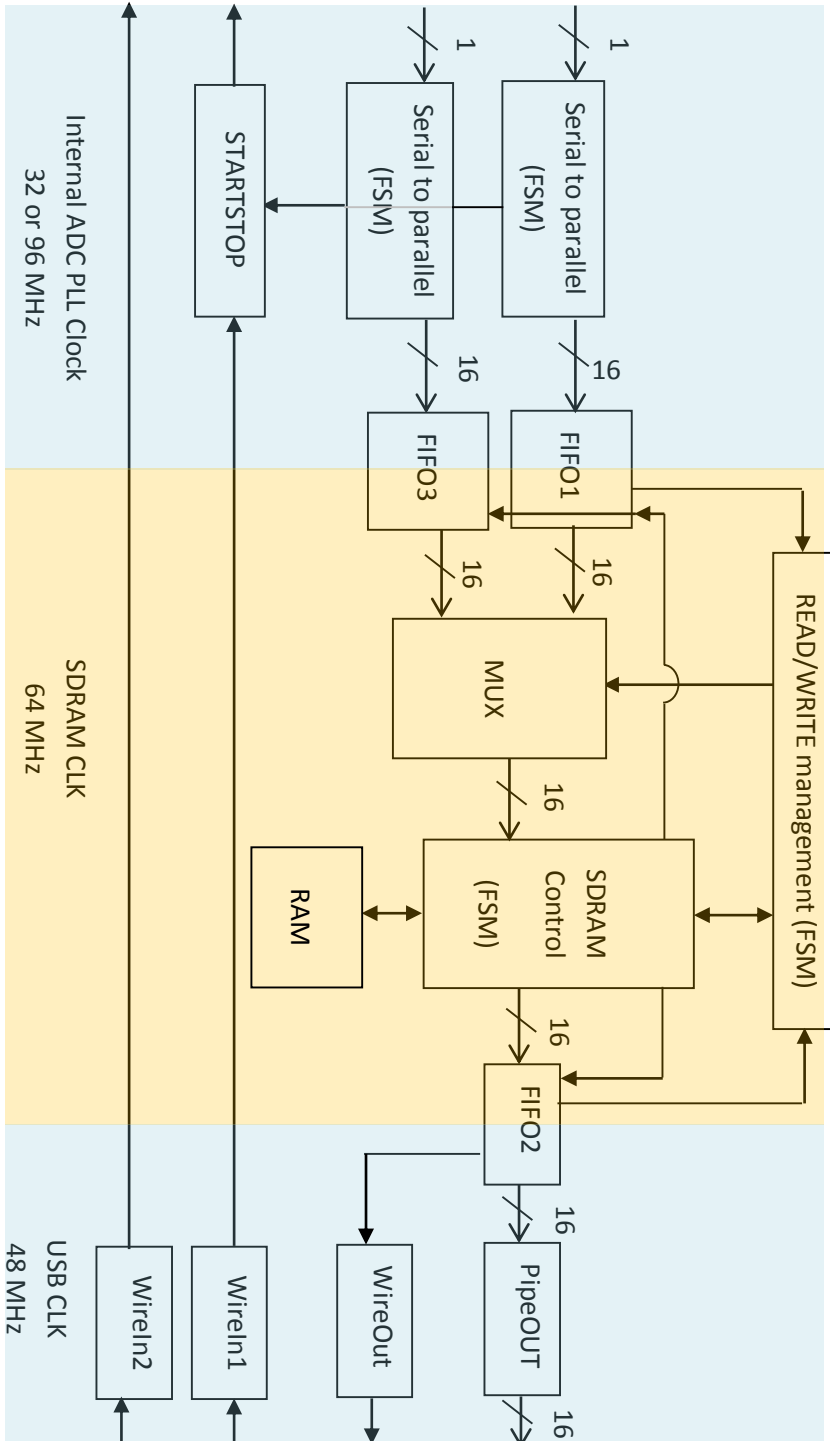 1
1
Serial to parallel
(FSM)
Serial to parallel
(FSM)
STARTSTOP
Internal ADC PLL Clock
32 or 96 MHz
16
16
FIFO1
FIFO3
16
16
READ/WRITE management (FSM)
MUX
16
SDRAM
Control
(FSM)
RAM
SDRAM CLK
64 MHz
16
FIFO2
16
PipeOUT
WireOut
WireIn1
WireIn2
USB CLK
48 MHz
16